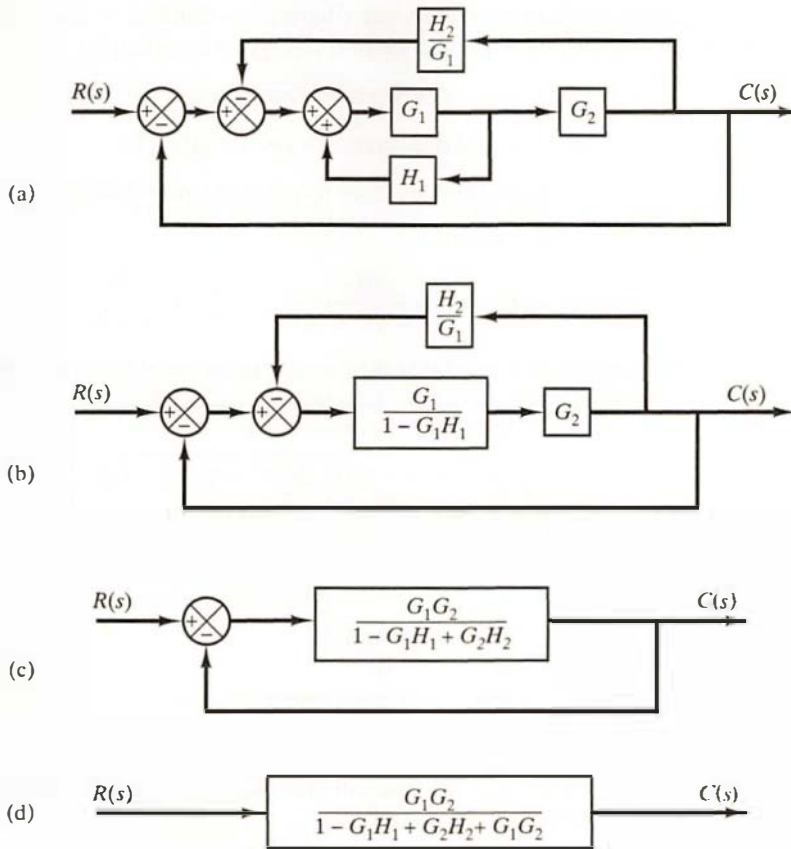 H₂
G₁
R(s)
+
−
+
−
+
+
G₁
G₂
C(s)
H₁
(a)
H₂
G₁
R(s)
+
−
+
−
G₁
1 − G₁H₁
G₂
C(s)
(b)
R(s)
+
−
G₁G₂
1 − G₁H₁ + G₂H₂
C(s)
(c)
(d)
R(s)
G₁G₂
1 − G₁H₁ + G₂H₂ + G₁G₂
C(s)